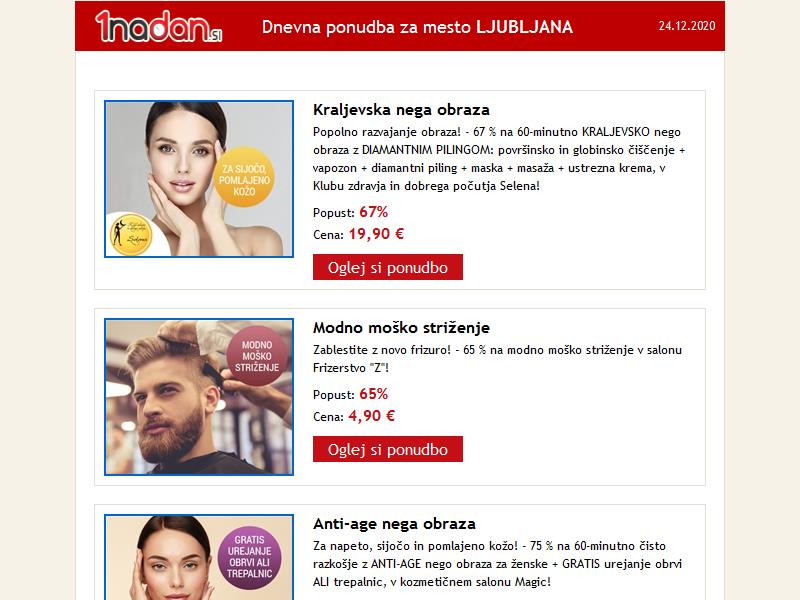 1nadan.si
Dnevna ponudba za mesto LJUBLJANA
24.12.2020
ZA SIJOČO,
POMLAJENO
KOŽO
Kraljevska nega obraza
Popolno razvajanje obraza! - 67 % na 60-minutno KRALJEVSKO nego
obraza z DIAMANTNIM PILINGOM: površinsko in globinsko čiščenje +
vapozon + diamantni piling + maska + masaža + ustrezna krema, v
Klubu zdravja in dobrega počutja Selena!
Popust: 67%
Cena: 19,90 €
Oglej si ponudbo
MODNO
MOŠKO
STRIŽENJE
Modno moško striženje
Zablestite z novo frizuro! - 65 % na modno moško striženje v salonu
Frizerstvo "Z"!
Popust: 65%
Cena: 4,90 €
Oglej si ponudbo
GRATIS
UREJANJE
OBRVI ALI
TREPALNIC
Anti-age nega obraza
Za napeto, sijočo in pomlajeno kožo! - 75 % na 60-minutno čisto
razkošje z ANTI-AGE nego obraza za ženske + GRATIS urejanje obrvi
ALI trepalnic, v kozmetičnem salonu Magic!